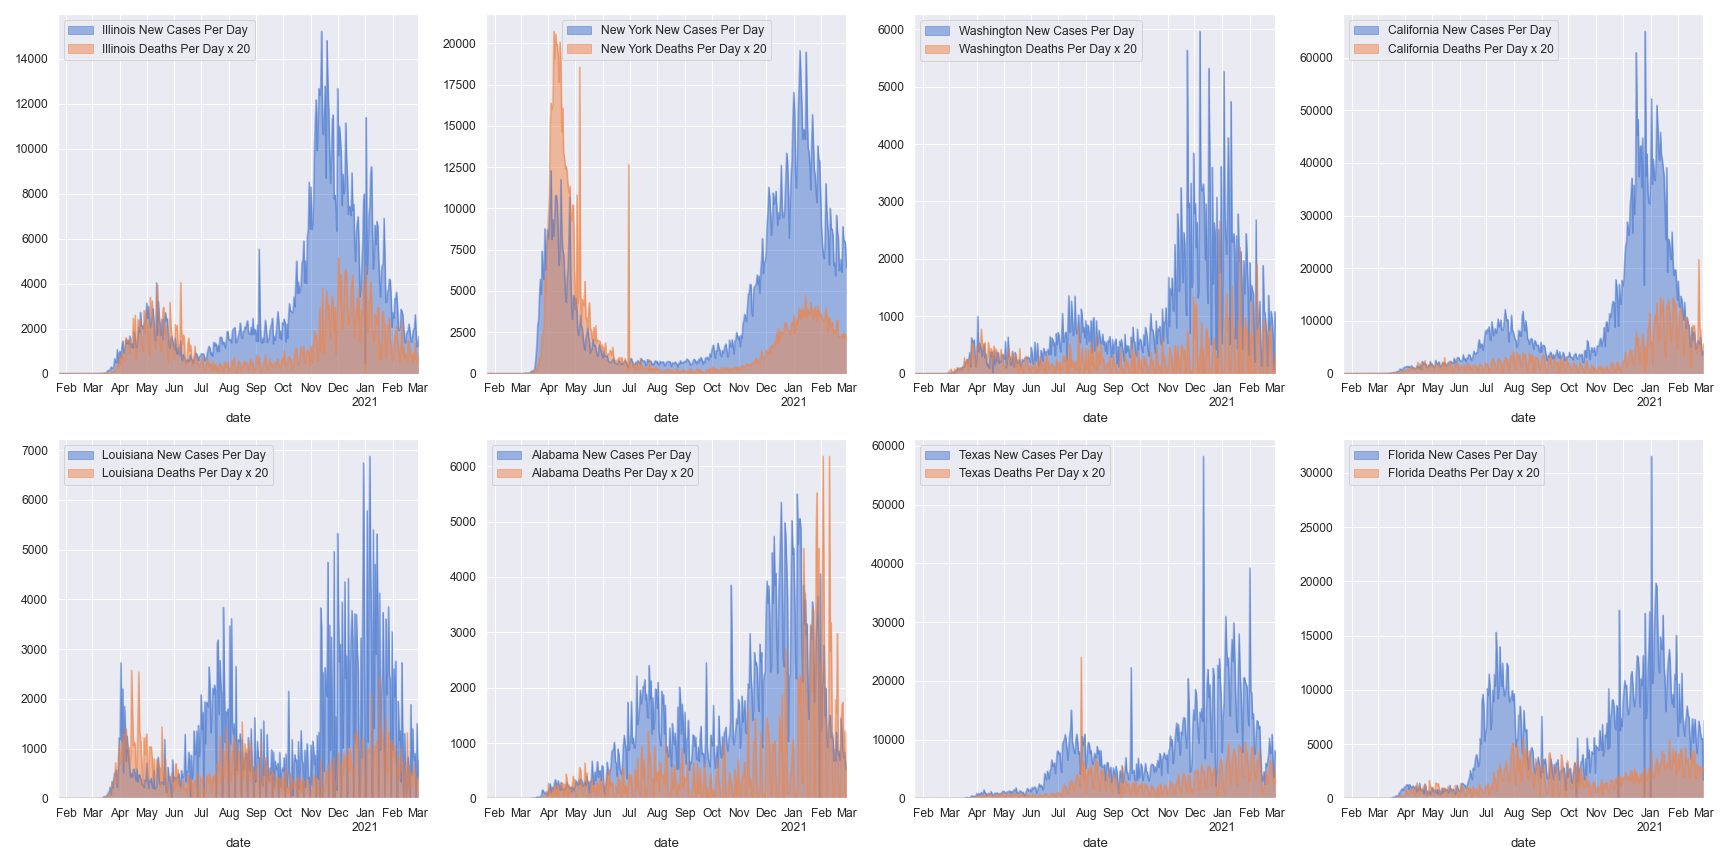 Illinois New Cases Per Day
Illinois Deaths Per Day x 20
14000
12000
10000
8000
6000
4000
2000
0
Feb Mar Apr May Jun Jul Aug Sep Oct Nov Dec Jan Feb Mar
2021
date
New York New Cases Per Day
New York Deaths Per Day x 20
20000
17500
15000
12500
10000
7500
5000
2500
0
Feb Mar Apr May Jun Jul Aug Sep Oct Nov Dec Jan Feb Mar
2021
date
Washington New Cases Per Day
Washington Deaths Per Day x 20
6000
5000
4000
3000
2000
1000
0
Feb Mar Apr May Jun Jul Aug Sep Oct Nov Dec Jan Feb Mar
2021
date
California New Cases Per Day
California Deaths Per Day x 20
60000
50000
40000
30000
20000
10000
0
Feb Mar Apr May Jun Jul Aug Sep Oct Nov Dec Jan Feb Mar
2021
date
Louisiana New Cases Per Day
Louisiana Deaths Per Day x 20
7000
6000
5000
4000
3000
2000
1000
0
Feb Mar Apr May Jun Jul Aug Sep Oct Nov Dec Jan Feb Mar
2021
date
Alabama New Cases Per Day
Alabama Deaths Per Day x 20
6000
5000
4000
3000
2000
1000
0
Feb Mar Apr May Jun Jul Aug Sep Oct Nov Dec Jan Feb Mar
2021
date
Texas New Cases Per Day
Texas Deaths Per Day x 20
60000
50000
40000
30000
20000
10000
0
Feb Mar Apr May Jun Jul Aug Sep Oct Nov Dec Jan Feb Mar
2021
date
Florida New Cases Per Day
Florida Deaths Per Day x 20
30000
25000
20000
15000
10000
5000
0
Feb Mar Apr May Jun Jul Aug Sep Oct Nov Dec Jan Feb Mar
2021
date